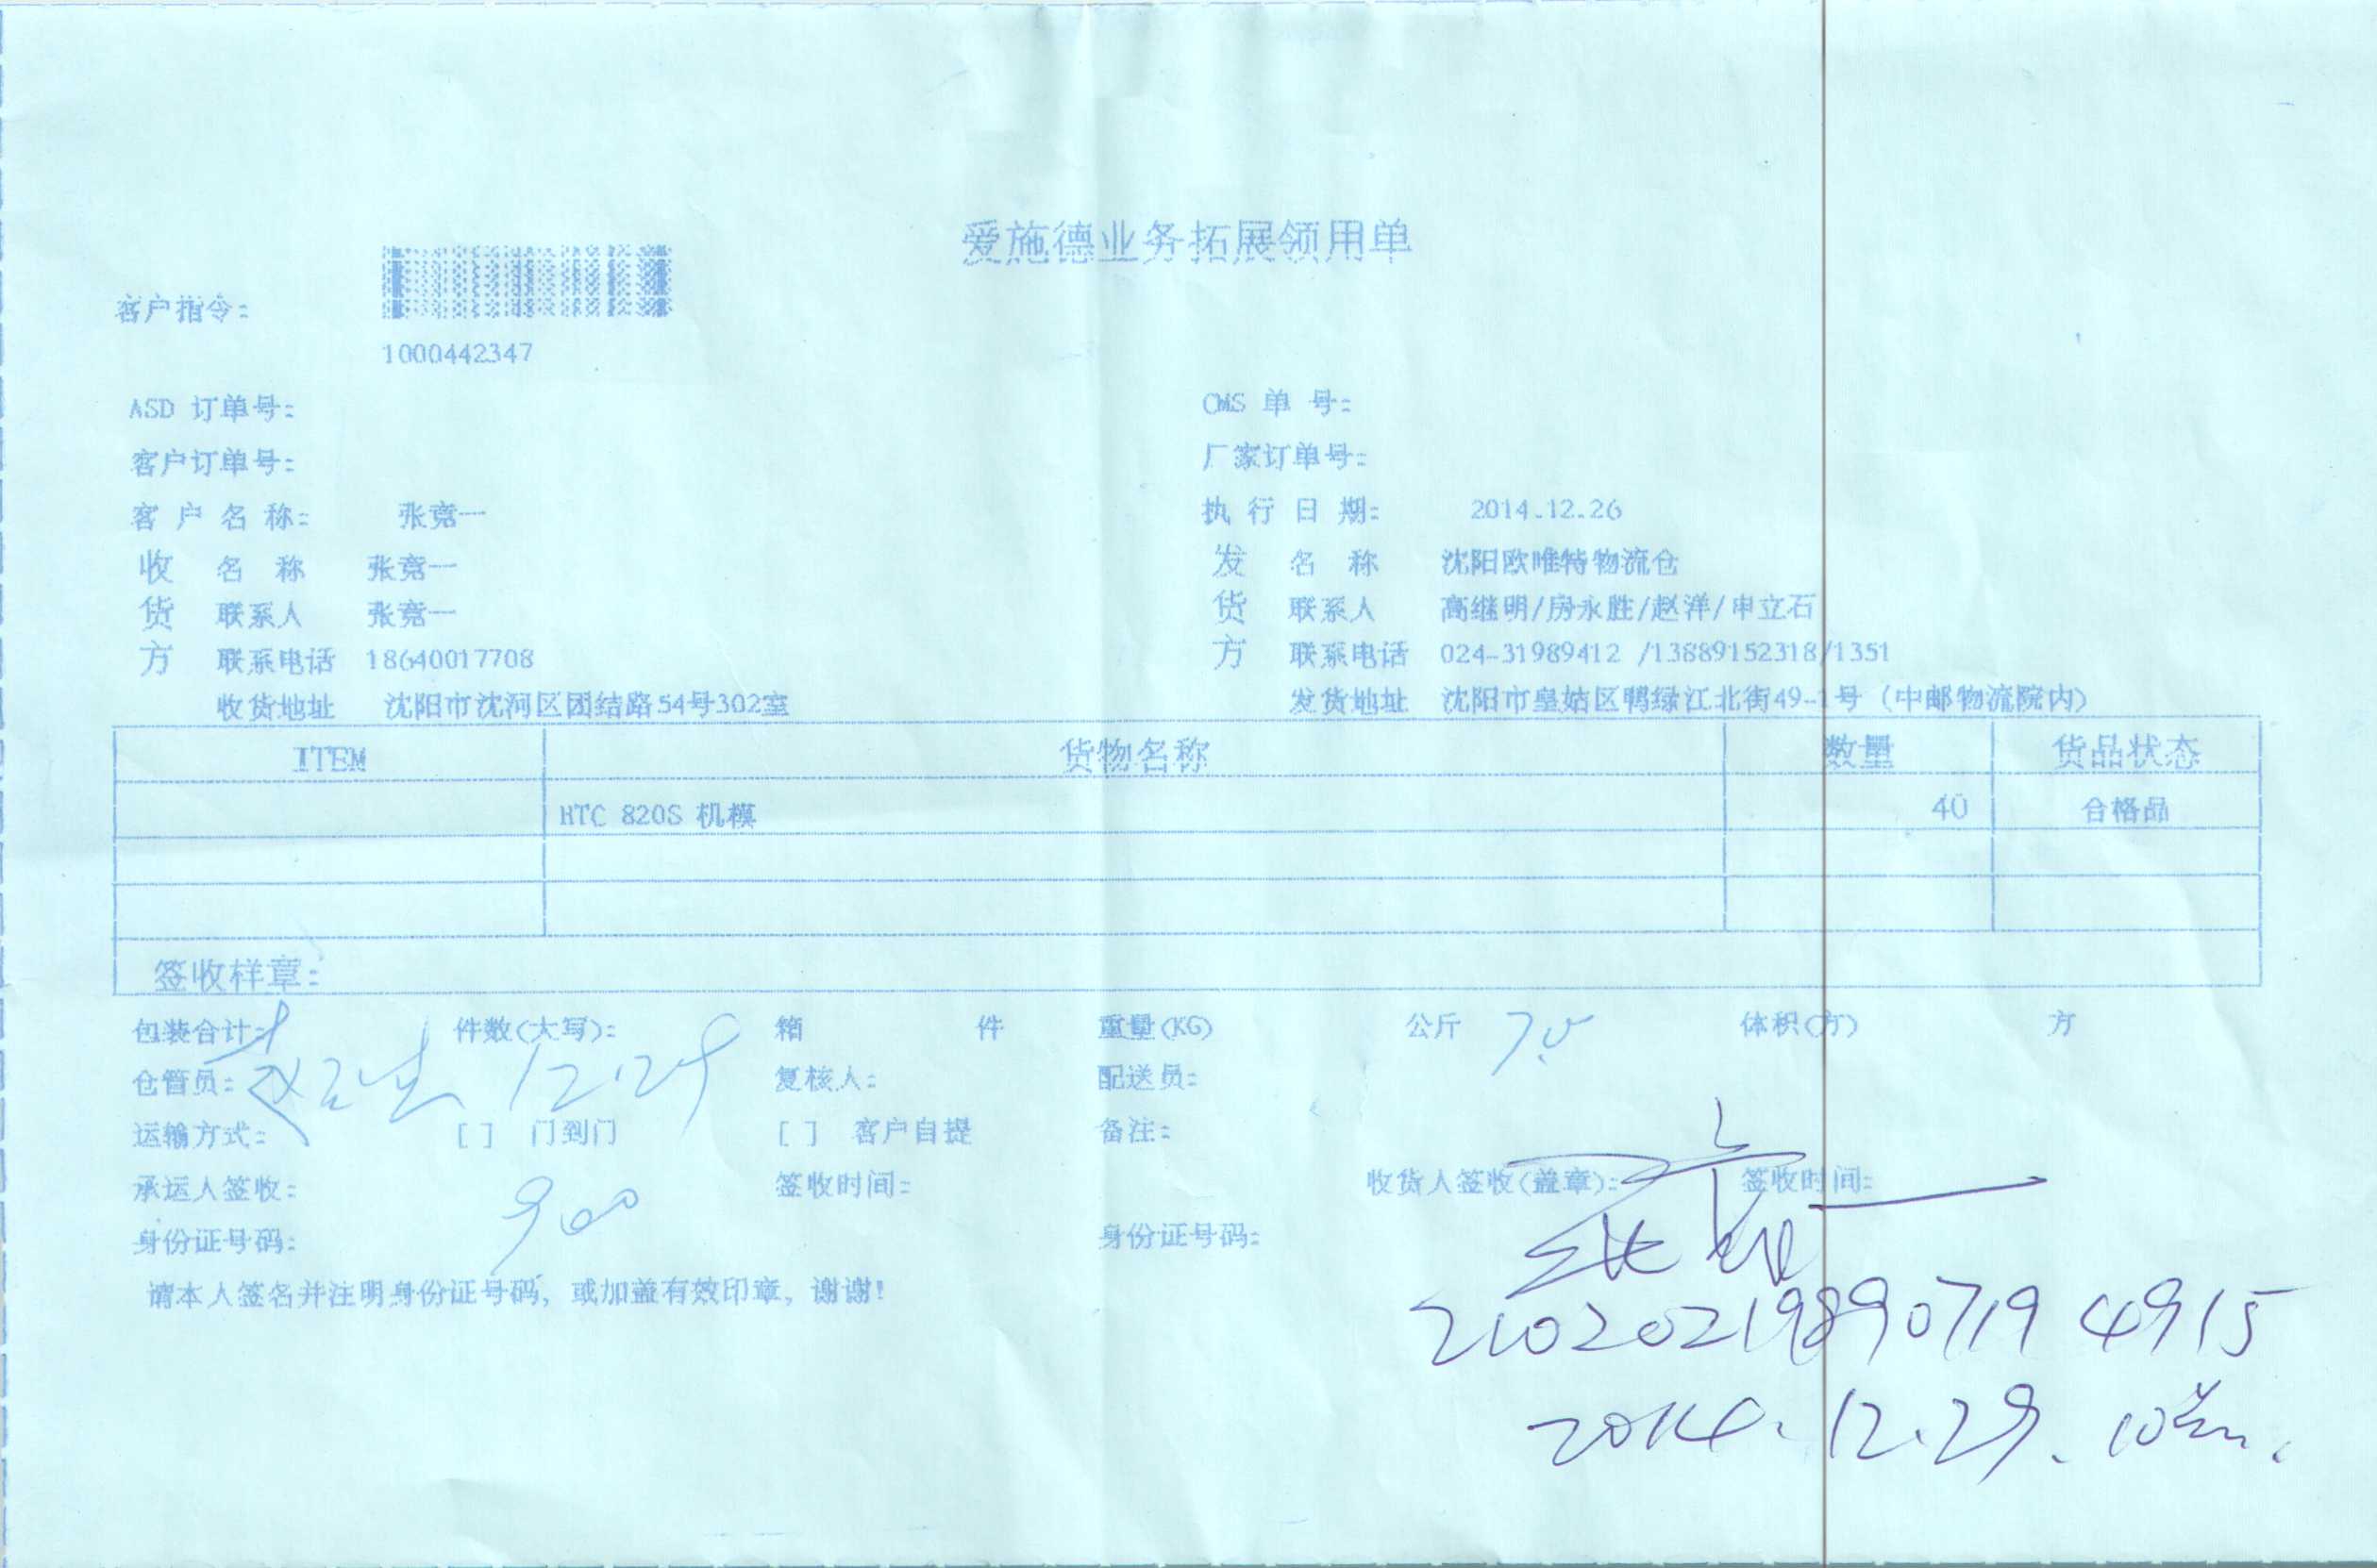 爱施德业务拓展领用单
客户指令:
1000442347
ASD 订单号:
CMS 单 号:
客户订单号:
厂家订单号:
客 户 名 称: 张竞一
执 行 日 期: 2014.12.26
收 名 称 张竞一
发 名 称 沈阳欧唯特物流仓
货 联系人 张竞一
货 联系人 高继明/房永胜/赵洋/申立石
方 联系电话 18640017708
方 联系电话 024-31989412 /13889152318/1351
收货地址 沈阳市沈河区团结路54号302室
发货地址 沈阳市皇姑区鸭绿江北街49-1号(中邮物流院内)
ITEM 货物名称 数量 货品状态
HTC 820S 机模 40 合格品
签收样章:
包装合计: 件数(大写): 箱 件 重量(KG) 公斤 7.5 体积(方) 方
仓管员: 12.29 复核人: 配送员:
运输方式: [ ] 门到门 [ ] 客户自提 备注:
承运人签收: 900 签收时间: 收货人签收(盖章): 张竞一 签收时间:
身份证号码: 身份证号码:
210202198907194915
请本人签名并注明身份证号码, 或加盖有效印章, 谢谢!
2014.12.29.